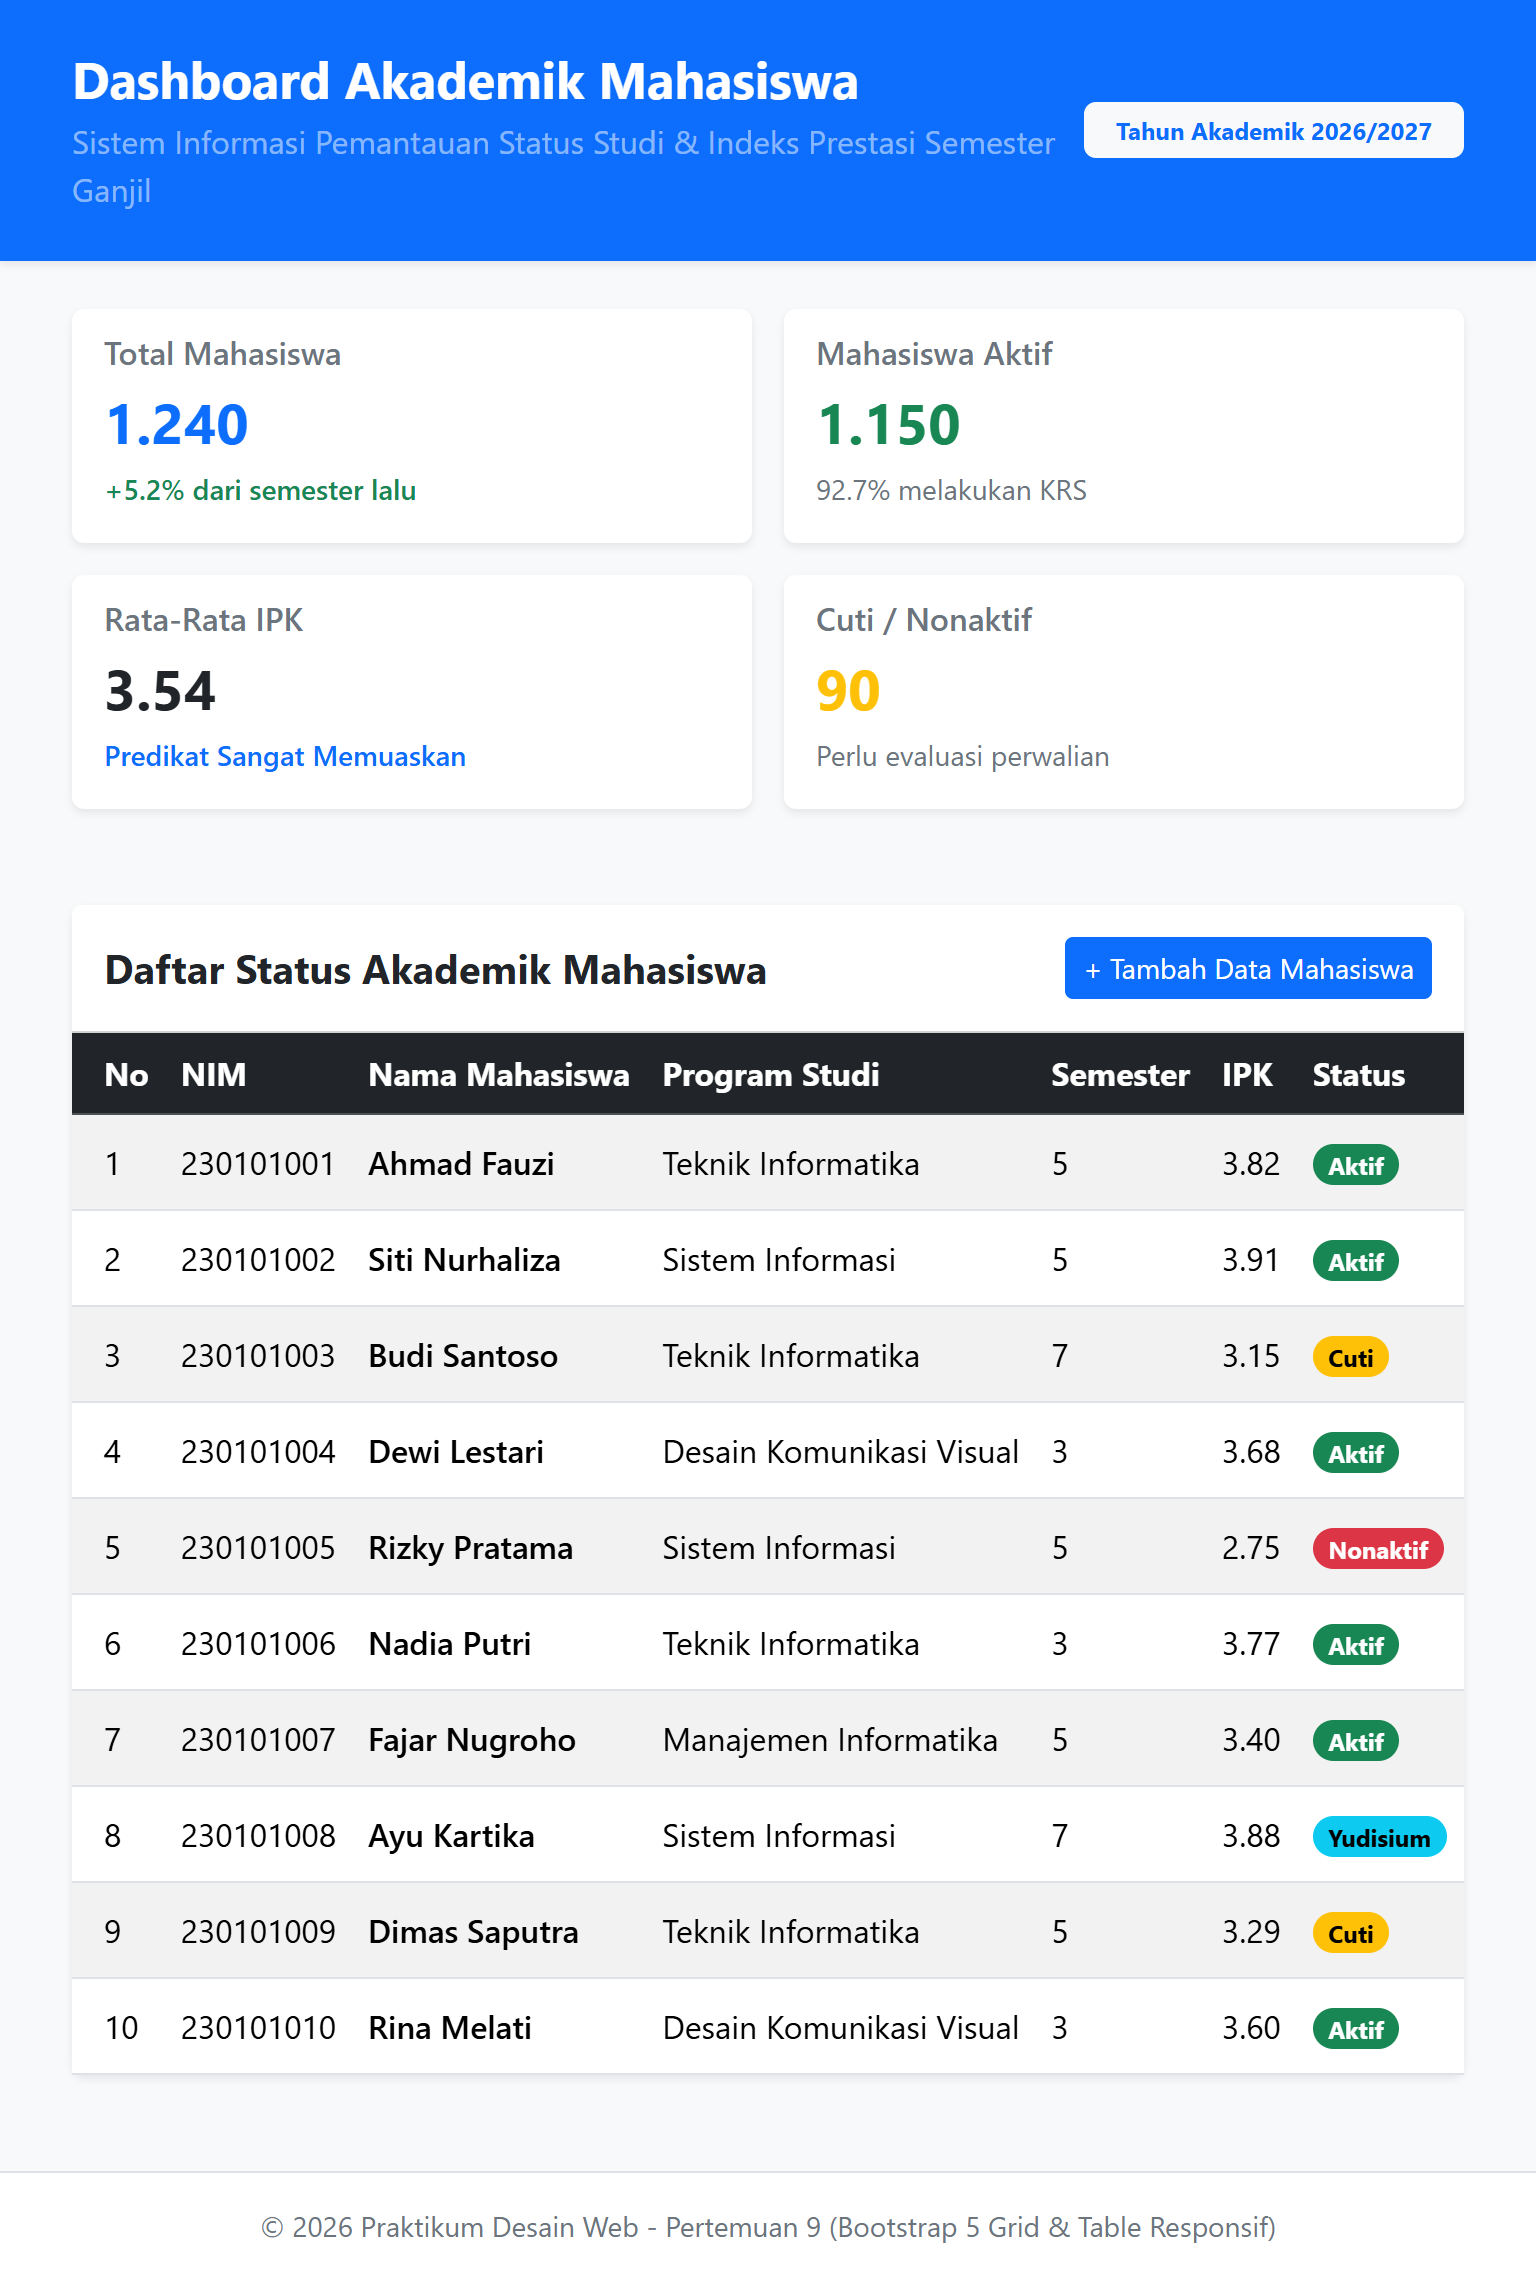 Dashboard Akademik Mahasiswa
Sistem Informasi Pemantauan Status Studi & Indeks Prestasi Semester
Ganjil
Tahun Akademik 2026/2027
Total Mahasiswa
1.240
+5.2% dari semester lalu
Mahasiswa Aktif
1.150
92.7% melakukan KRS
Rata-Rata IPK
3.54
Predikat Sangat Memuaskan
Cuti / Nonaktif
90
Perlu evaluasi perwalian
Daftar Status Akademik Mahasiswa
+ Tambah Data Mahasiswa
No NIM Nama Mahasiswa Program Studi Semester IPK Status
1 230101001 Ahmad Fauzi Teknik Informatika 5 3.82 Aktif
2 230101002 Siti Nurhaliza Sistem Informasi 5 3.91 Aktif
3 230101003 Budi Santoso Teknik Informatika 7 3.15 Cuti
4 230101004 Dewi Lestari Desain Komunikasi Visual 3 3.68 Aktif
5 230101005 Rizky Pratama Sistem Informasi 5 2.75 Nonaktif
6 230101006 Nadia Putri Teknik Informatika 3 3.77 Aktif
7 230101007 Fajar Nugroho Manajemen Informatika 5 3.40 Aktif
8 230101008 Ayu Kartika Sistem Informasi 7 3.88 Yudisium
9 230101009 Dimas Saputra Teknik Informatika 5 3.29 Cuti
10 230101010 Rina Melati Desain Komunikasi Visual 3 3.60 Aktif
© 2026 Praktikum Desain Web - Pertemuan 9 (Bootstrap 5 Grid & Table Responsif)